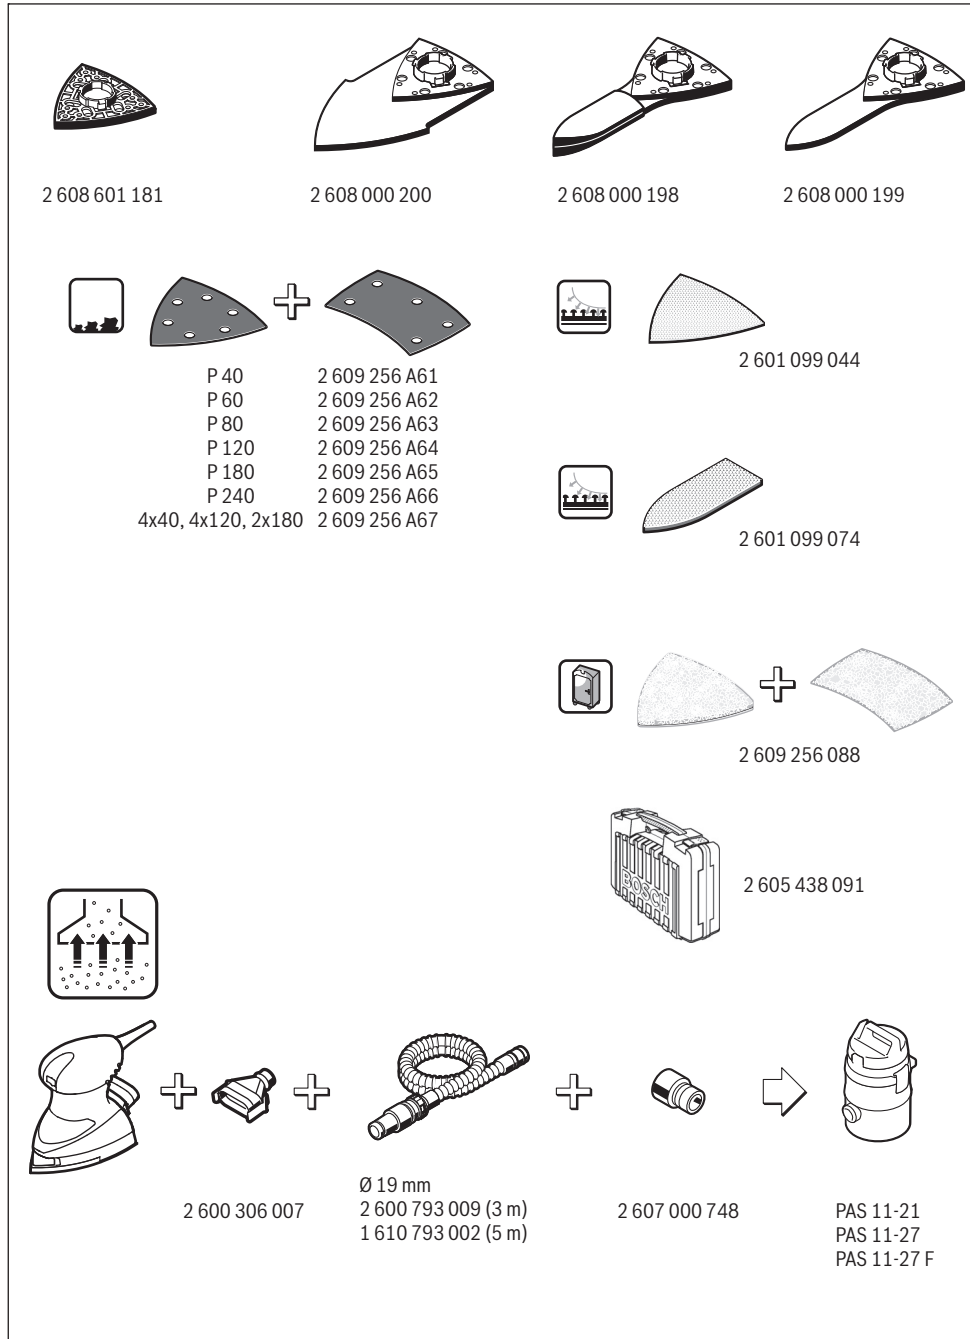 2 608 601 181
2 608 000 200
2 608 000 198
2 608 000 199
P 40 2 609 256 A61
P 60 2 609 256 A62
P 80 2 609 256 A63
P 120 2 609 256 A64
P 180 2 609 256 A65
P 240 2 609 256 A66
4x40, 4x120, 2x180 2 609 256 A67
2 601 099 044
2 601 099 074
2 609 256 088
BOSCH
2 605 438 091
2 600 306 007
Ø 19 mm
2 600 793 009 (3 m)
1 610 793 002 (5 m)
2 607 000 748
PAS 11-21
PAS 11-27
PAS 11-27 F